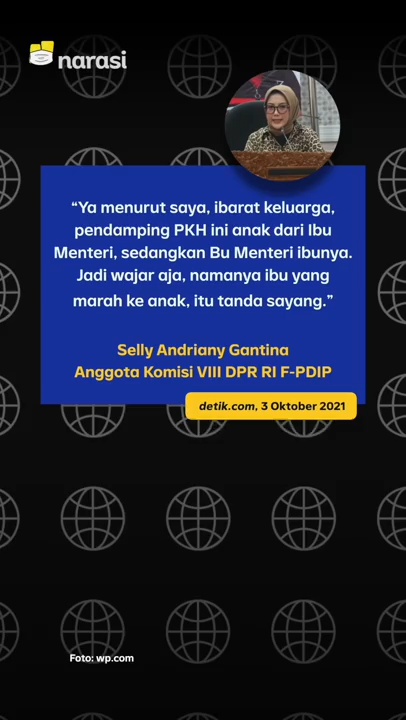 narasi
“Ya menurut saya, ibarat keluarga,
pendamping PKH ini anak dari Ibu
Menteri, sedangkan Bu Menteri ibunya.
Jadi wajar aja, namanya ibu yang
marah ke anak, itu tanda sayang.”
Selly Andriany Gantina
Anggota Komisi VIII DPR RI F-PDIP
detik.com, 3 Oktober 2021
Foto: wp.com